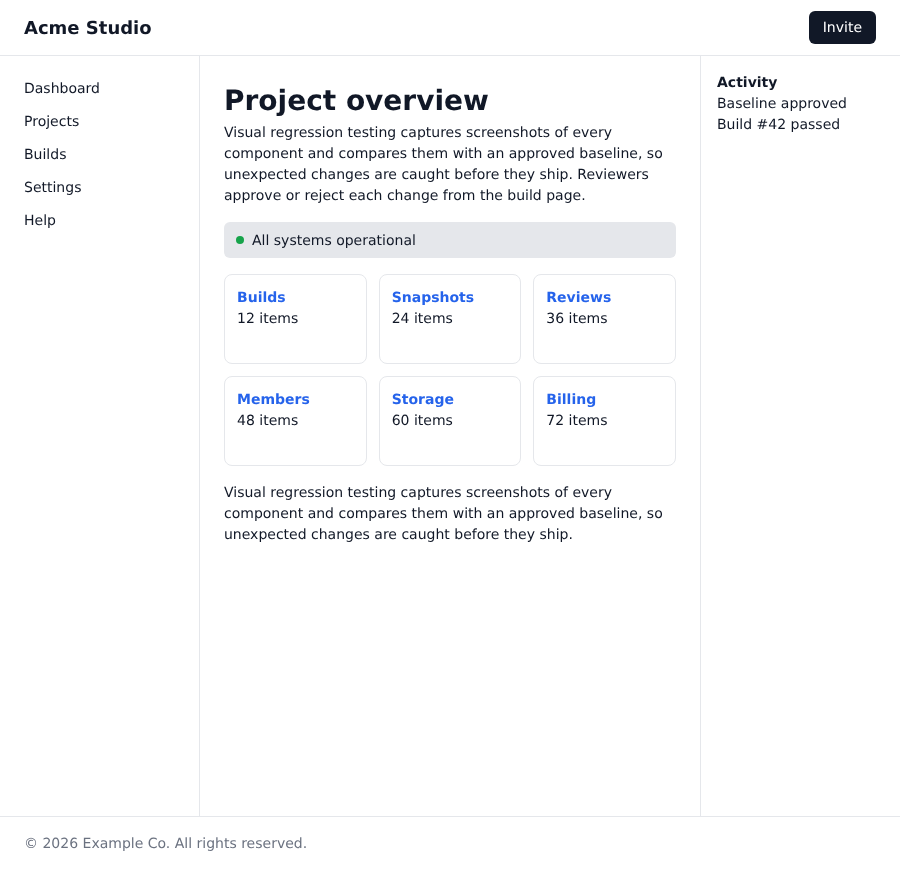 Acme Studio
Invite
Dashboard
Projects
Builds
Settings
Help
Project overview
Visual regression testing captures screenshots of every
component and compares them with an approved baseline, so
unexpected changes are caught before they ship. Reviewers
approve or reject each change from the build page.
All systems operational
Builds
12 items
Snapshots
24 items
Reviews
36 items
Members
48 items
Storage
60 items
Billing
72 items
Visual regression testing captures screenshots of every
component and compares them with an approved baseline, so
unexpected changes are caught before they ship.
Activity
Baseline approved
Build #42 passed
© 2026 Example Co. All rights reserved.